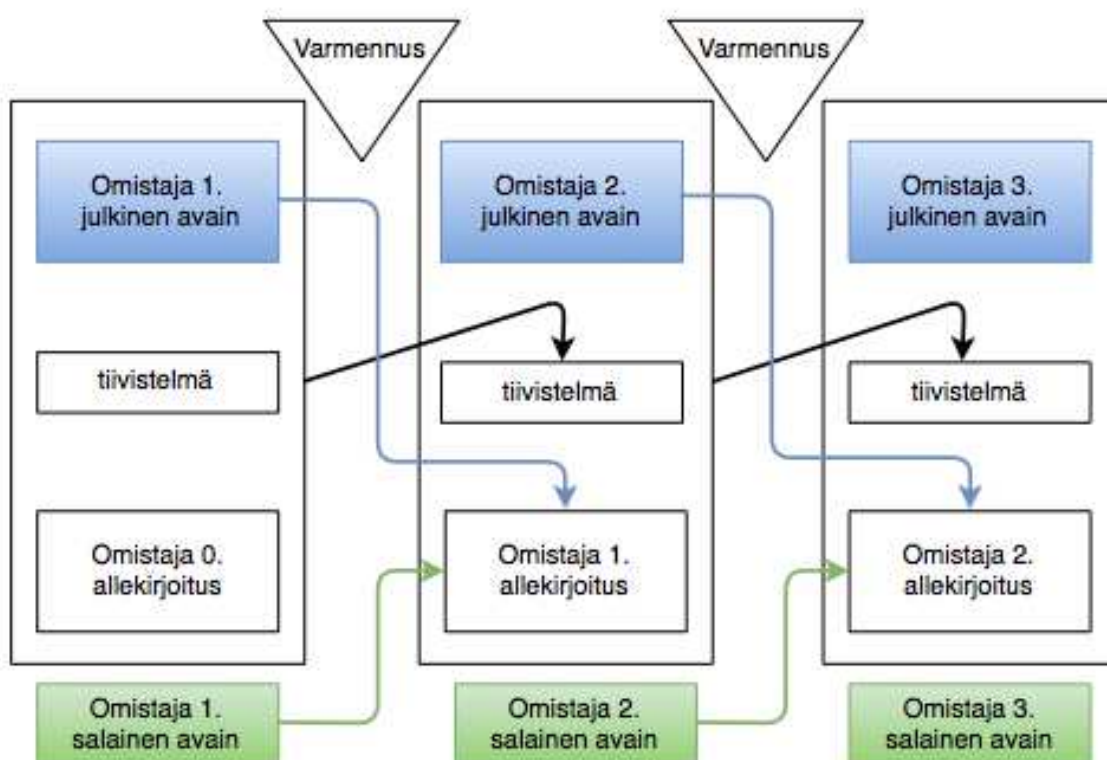 Varmennus
Varmennus
Omistaja 1.
julkinen avain
Omistaja 2.
julkinen avain
Omistaja 3.
julkinen avain
tiivistelmä
tiivistelmä
tiivistelmä
Omistaja 0.
allekirjoitus
Omistaja 1.
allekirjoitus
Omistaja 2.
allekirjoitus
Omistaja 1.
salainen avain
Omistaja 2.
salainen avain
Omistaja 3.
salainen avain